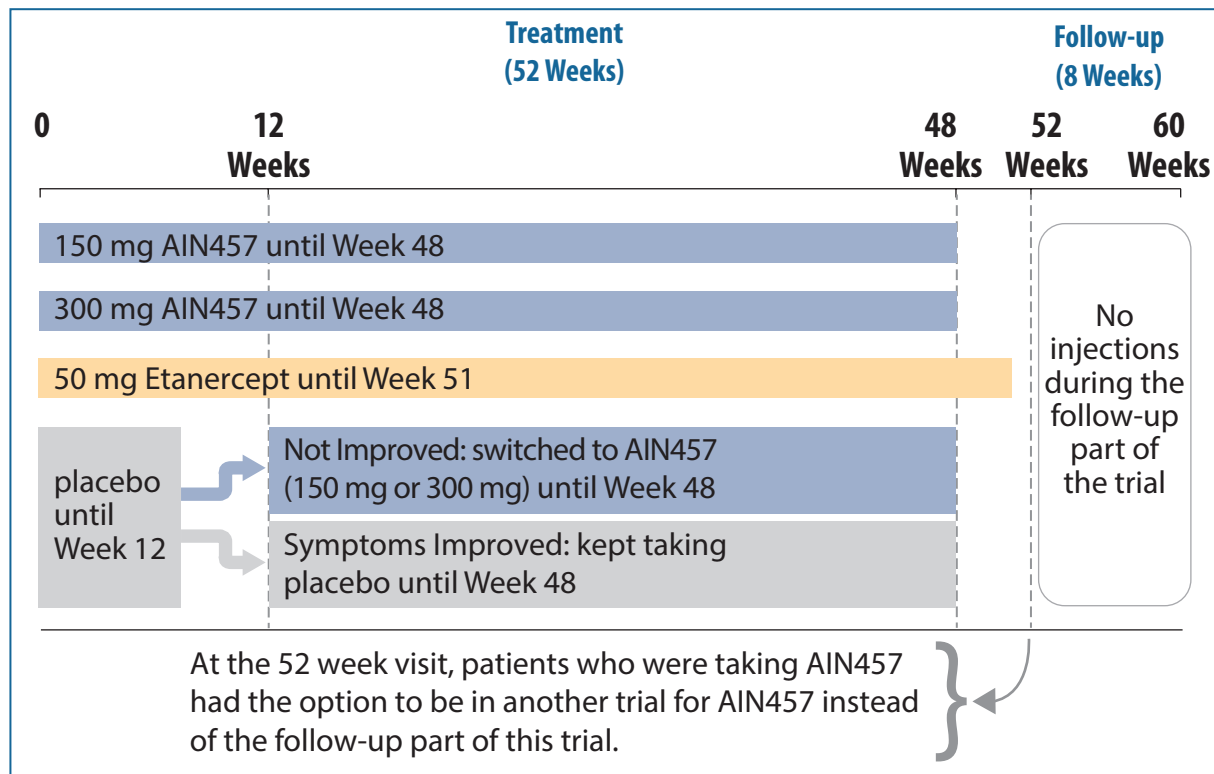 Treatment
(52 Weeks)
Follow-up
(8 Weeks)
0
12
Weeks
48
Weeks
52
Weeks
60
Weeks
150 mg AIN457 until Week 48
300 mg AIN457 until Week 48
50 mg Etanercept until Week 51
placebo
until
Week 12
Not Improved: switched to AIN457
(150 mg or 300 mg) until Week 48
Symptoms Improved: kept taking
placebo until Week 48
No
injections
during the
follow-up
part of
the trial
At the 52 week visit, patients who were taking AIN457
had the option to be in another trial for AIN457 instead
of the follow-up part of this trial.